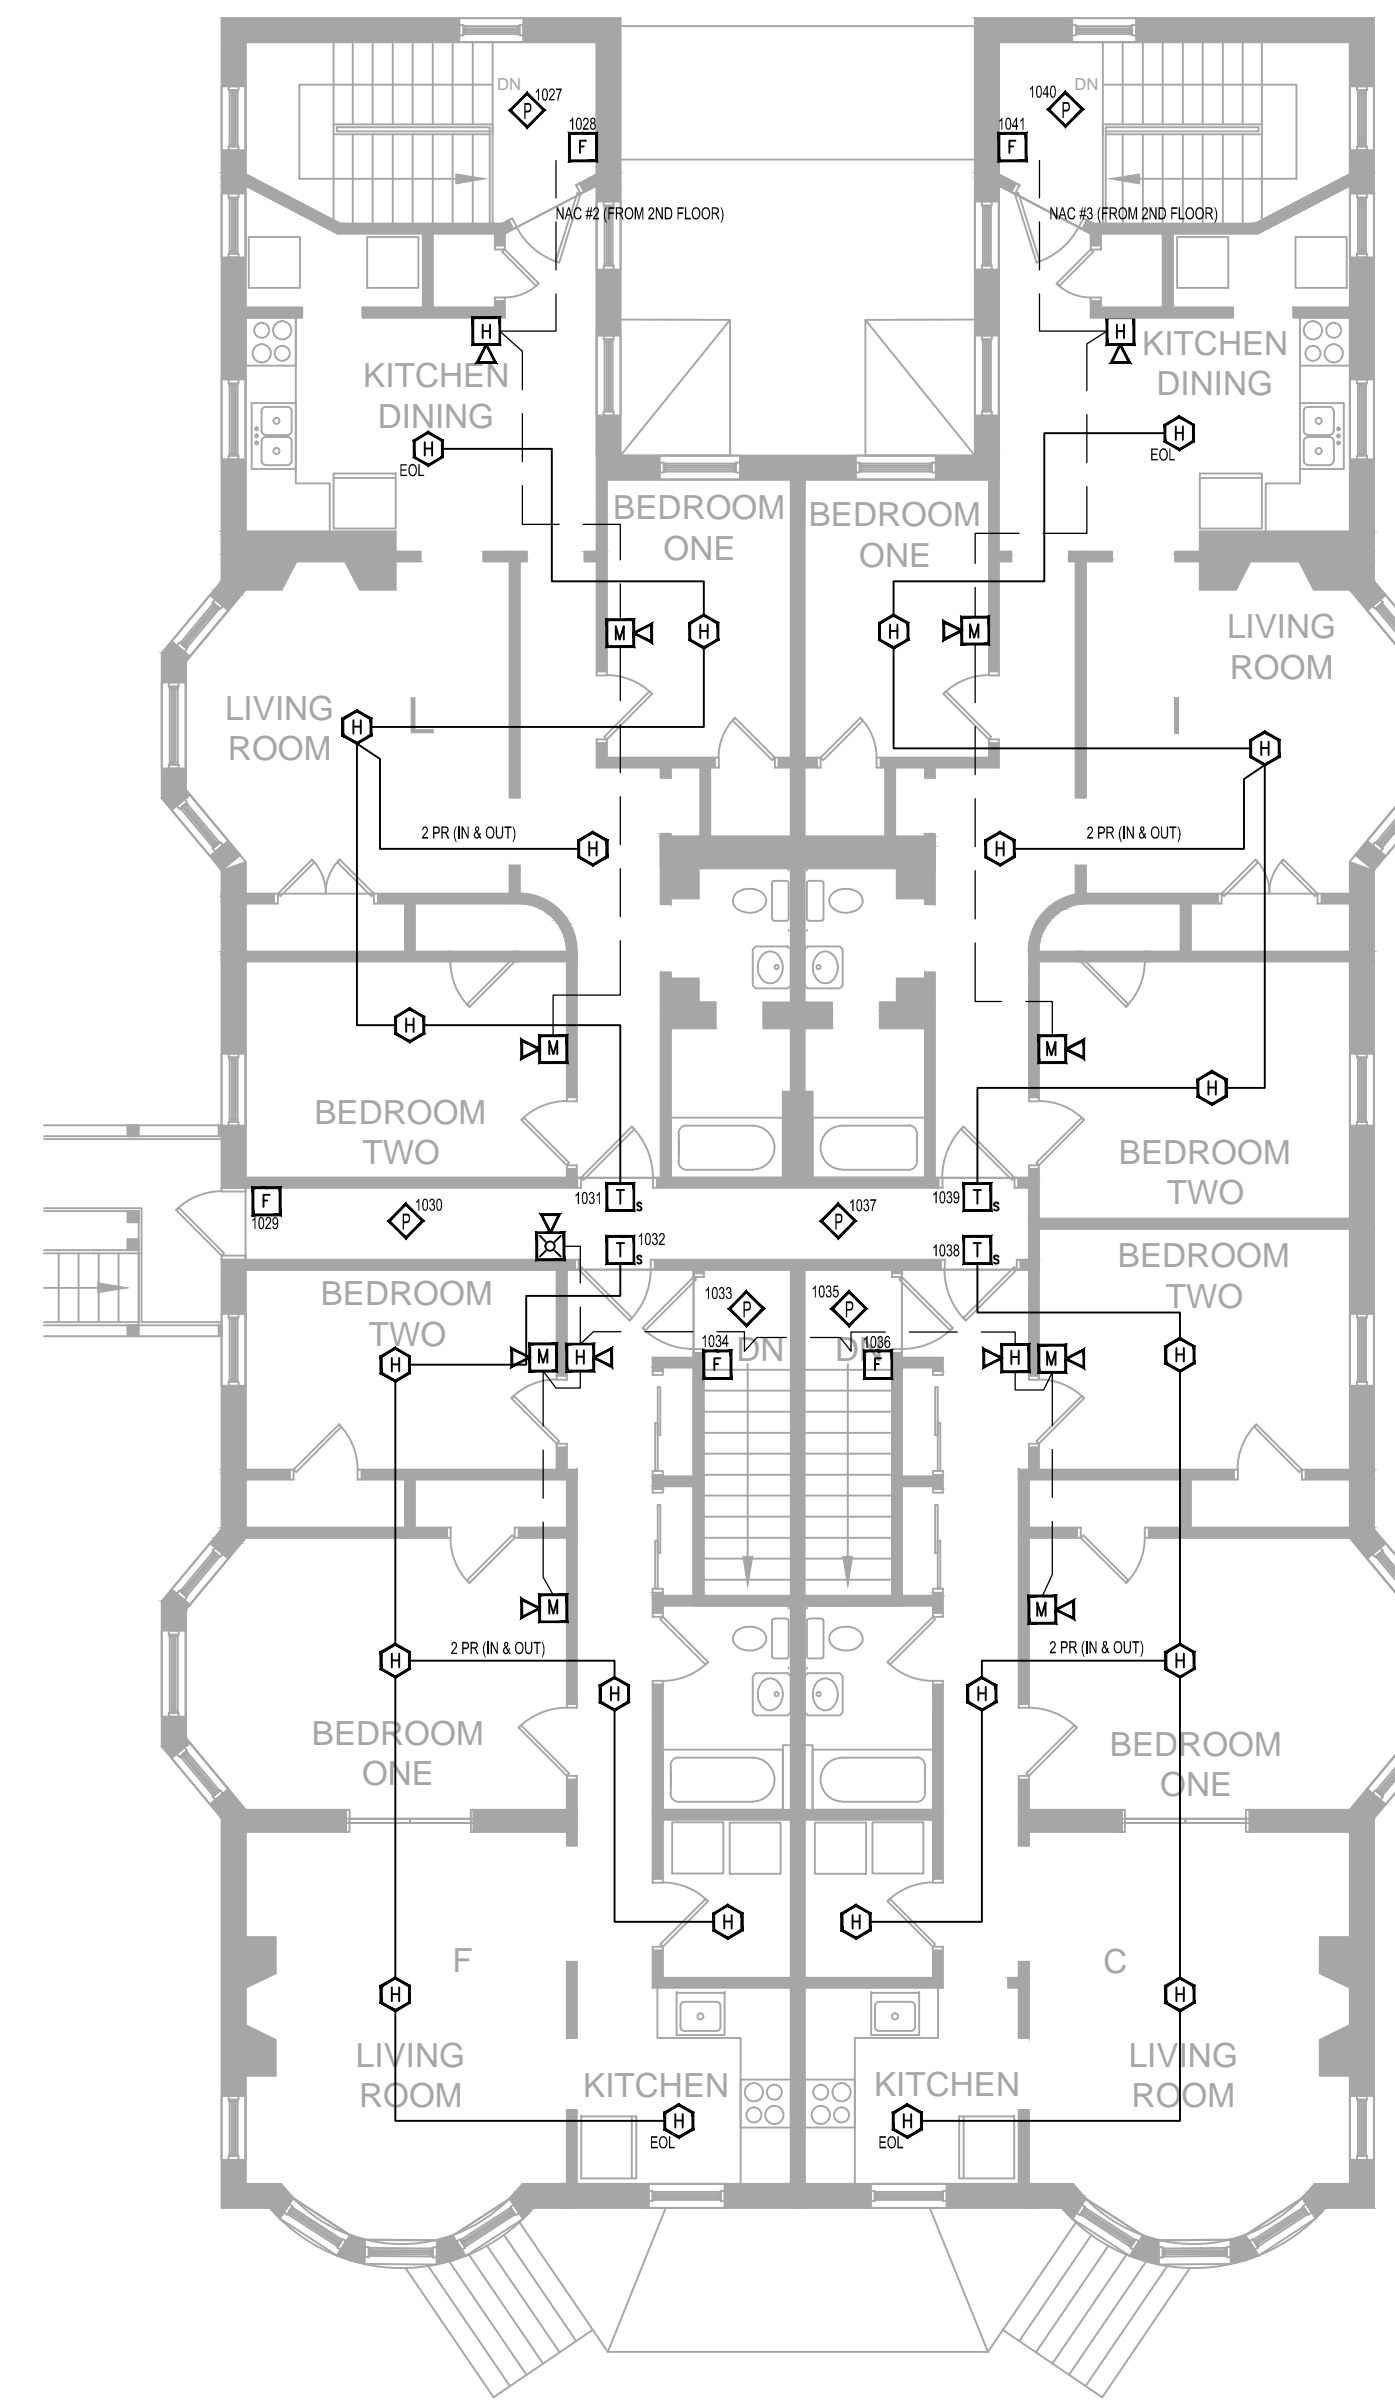 DN
P
1027
1028
F
1040
P
DN
1041
F
NAC #2 (FROM 2ND FLOOR)
NAC #3 (FROM 2ND FLOOR)
H
H
KITCHEN
DINING
KITCHEN
DINING
H
EOL
H
EOL
BEDROOM
ONE
BEDROOM
ONE
M
H
H
M
LIVING
ROOM
LIVING
ROOM
H
L
I
H
2 PR (IN & OUT)
H
H
2 PR (IN & OUT)
H
M
M
H
BEDROOM
TWO
BEDROOM
TWO
F
1029
P
1030
1031
T
S
P
1037
1039
T
S
T
S
1032
1038
T
S
BEDROOM
TWO
BEDROOM
TWO
1033
P
1035
P
DN
DN
1034
F
1036
F
H
M
H
H
M
H
M
M
H
2 PR (IN & OUT)
H
H
2 PR (IN & OUT)
H
BEDROOM
ONE
BEDROOM
ONE
H
H
F
C
H
H
LIVING
ROOM
KITCHEN
KITCHEN
LIVING
ROOM
H
EOL
H
EOL